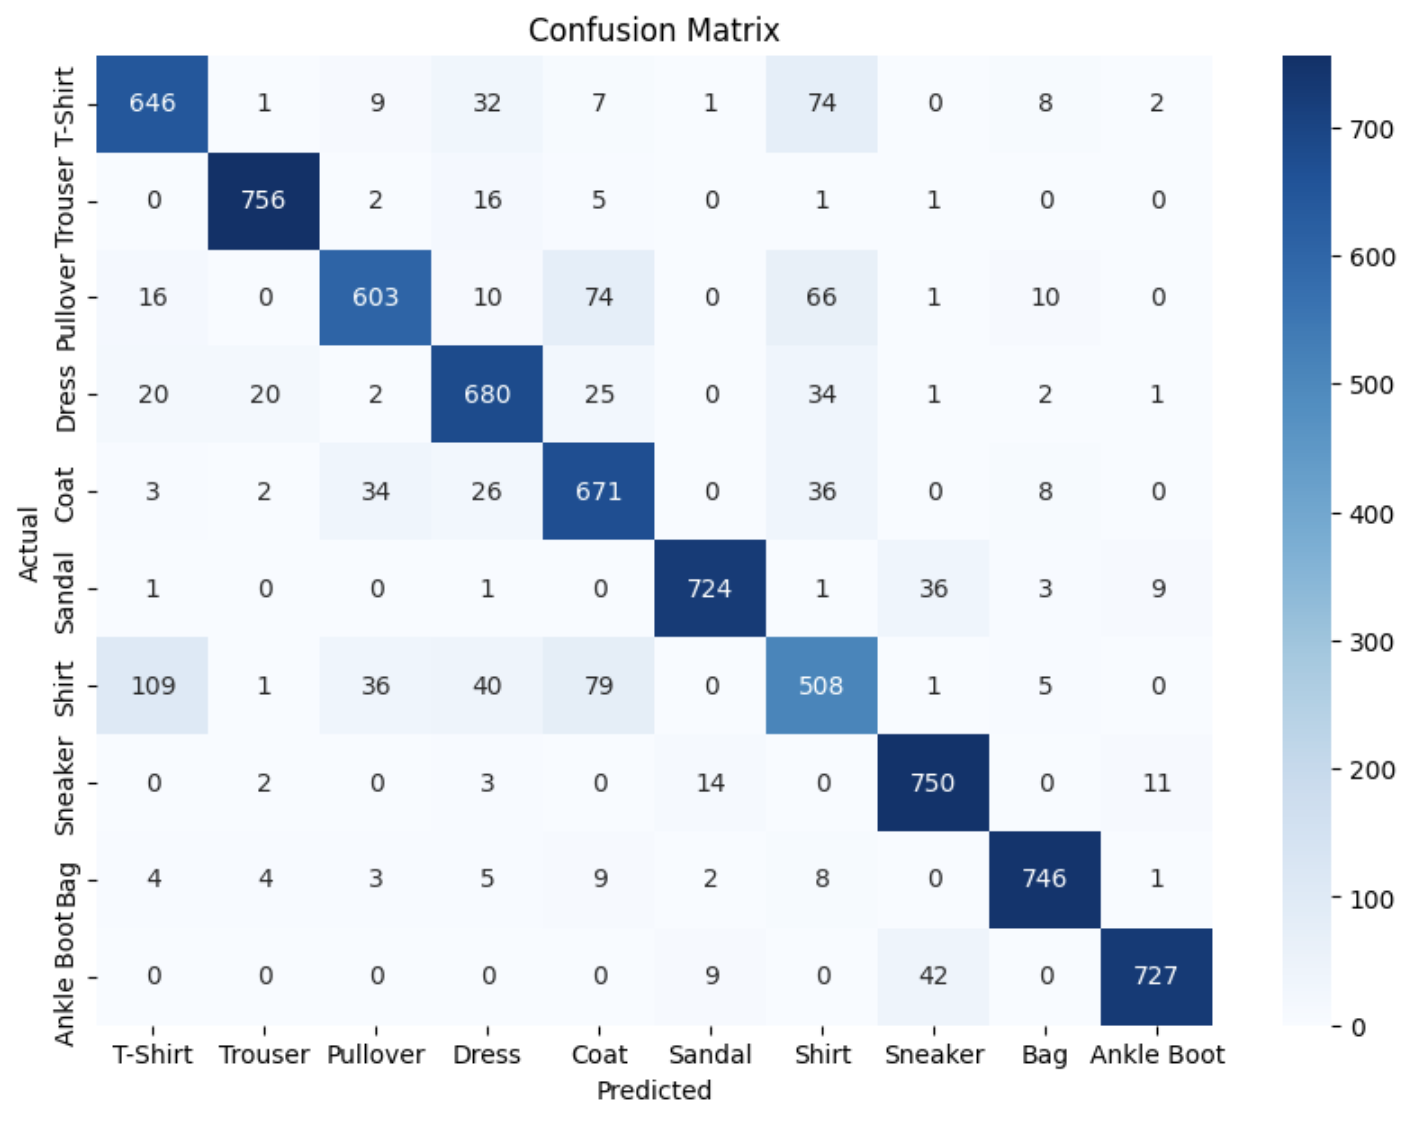 Confusion Matrix
T-Shirt 646 1 9 32 7 1 74 0 8 2
Trouser 0 756 2 16 5 0 1 1 0 0
Pullover 16 0 603 10 74 0 66 1 10 0
Dress 20 20 2 680 25 0 34 1 2 1
Coat 3 2 34 26 671 0 36 0 8 0
Sandal 1 0 0 1 0 724 1 36 3 9
Shirt 109 1 36 40 79 0 508 1 5 0
Sneaker 0 2 0 3 0 14 0 750 0 11
Bag 4 4 3 5 9 2 8 0 746 1
Ankle Boot 0 0 0 0 0 9 0 42 0 727
T-Shirt Trouser Pullover Dress Coat Sandal Shirt Sneaker Bag Ankle Boot
Predicted
Actual
700
600
500
400
300
200
100
0